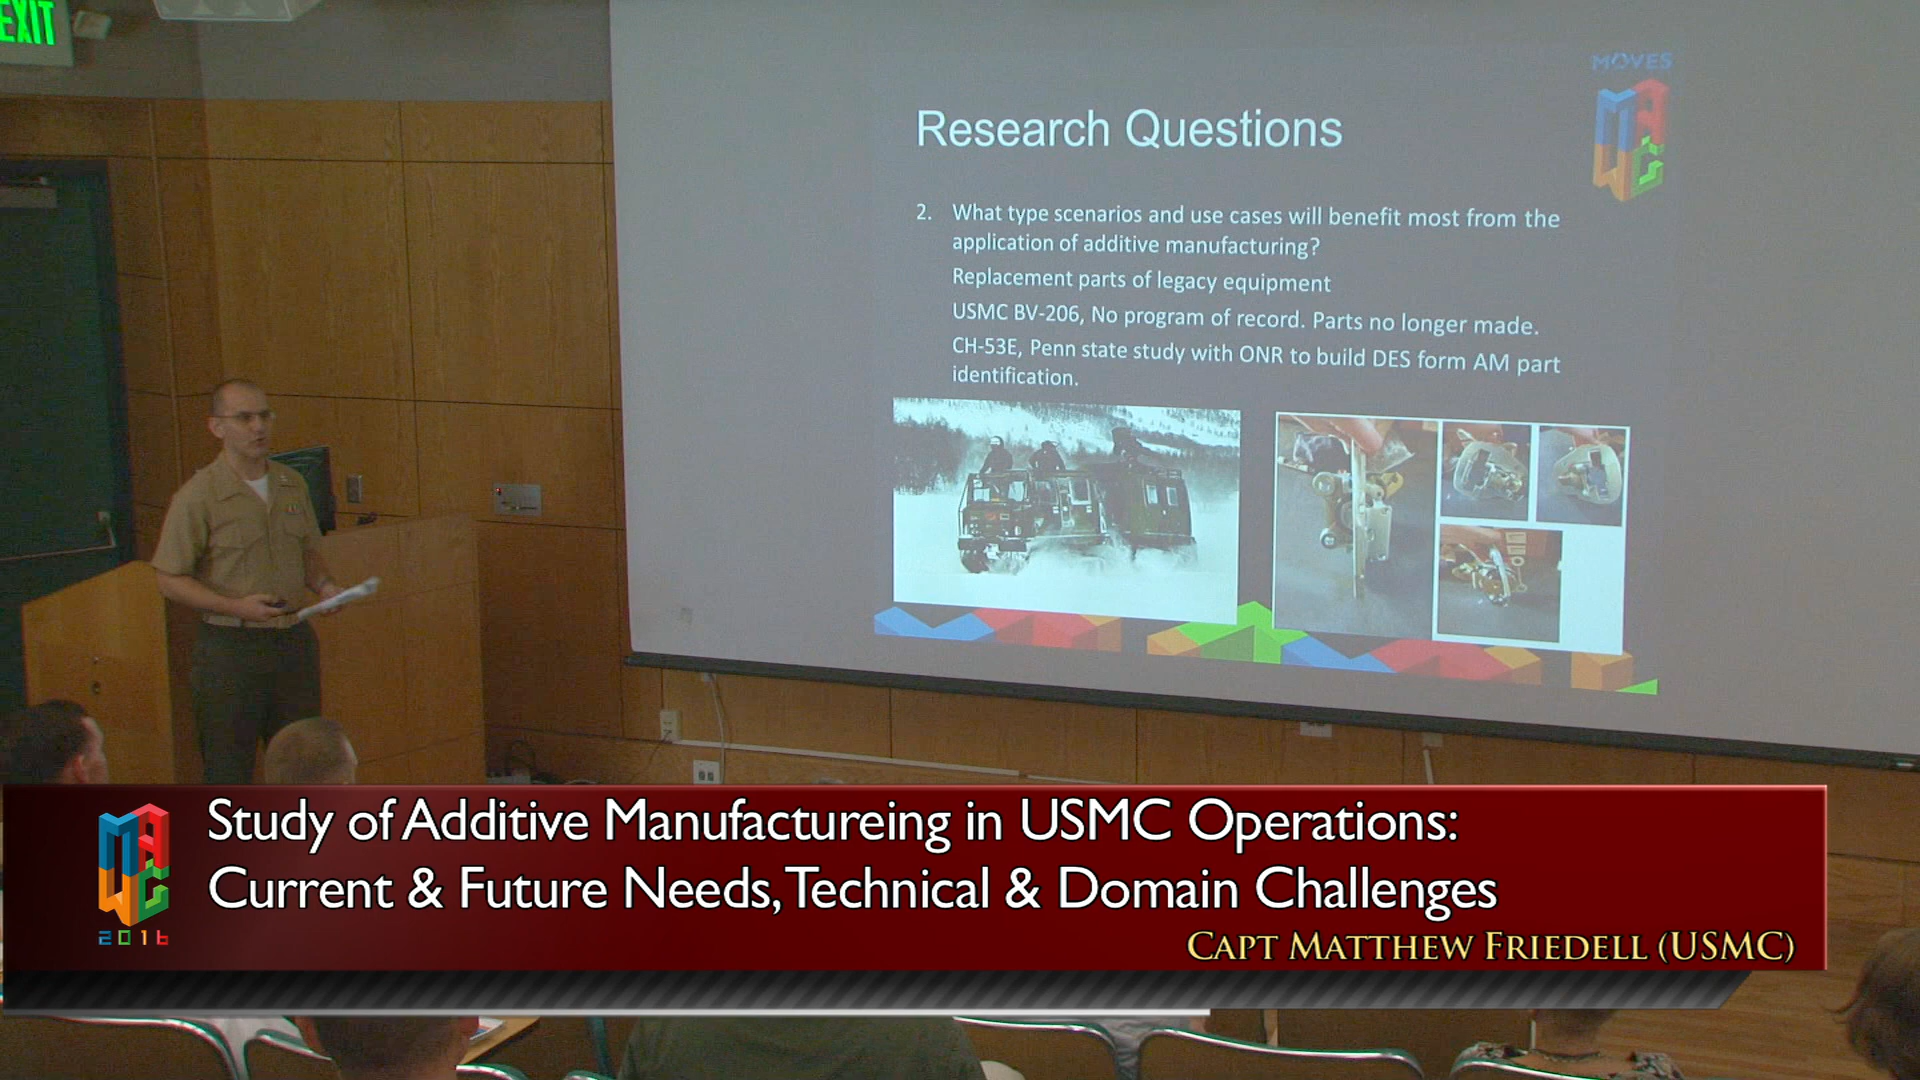 EXIT
MOVES
MAWC
Research Questions
2. What type scenarios and use cases will benefit most from the
application of additive manufacturing?
Replacement parts of legacy equipment
USMC BV-206, No program of record. Parts no longer made.
CH-53E, Penn state study with ONR to build DES form AM part
identification.
MAWC
2016
Study of Additive Manufactureing in USMC Operations:
Current & Future Needs, Technical & Domain Challenges
CAPT MATTHEW FRIEDELL (USMC)